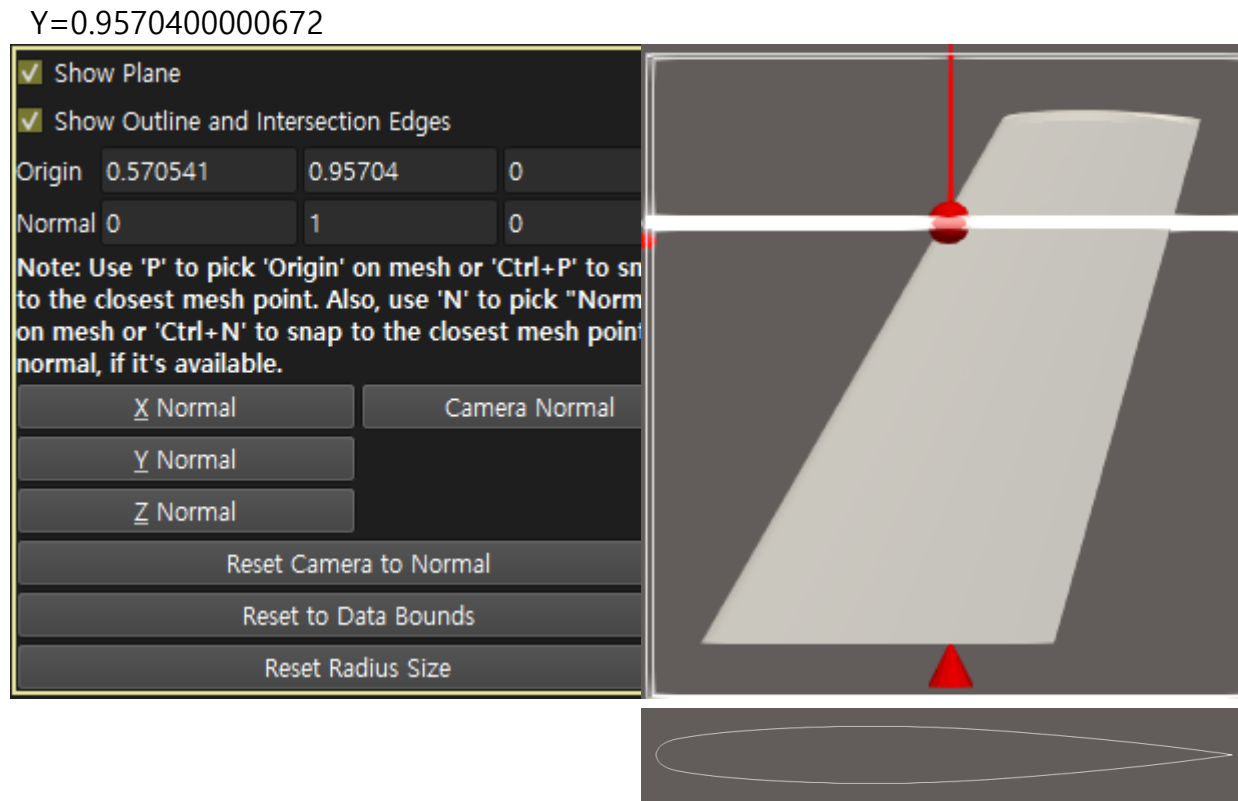 Y=0.9570400000672
Show Plane
Show Outline and Intersection Edges
Origin 0.570541 0.95704 0
Normal 0 1 0
Note: Use 'P' to pick 'Origin' on mesh or 'Ctrl+P' to sn
to the closest mesh point. Also, use 'N' to pick "Norm
on mesh or 'Ctrl+N' to snap to the closest mesh point
normal, if it's available.
X Normal Camera Normal
Y Normal
Z Normal
Reset Camera to Normal
Reset to Data Bounds
Reset Radius Size